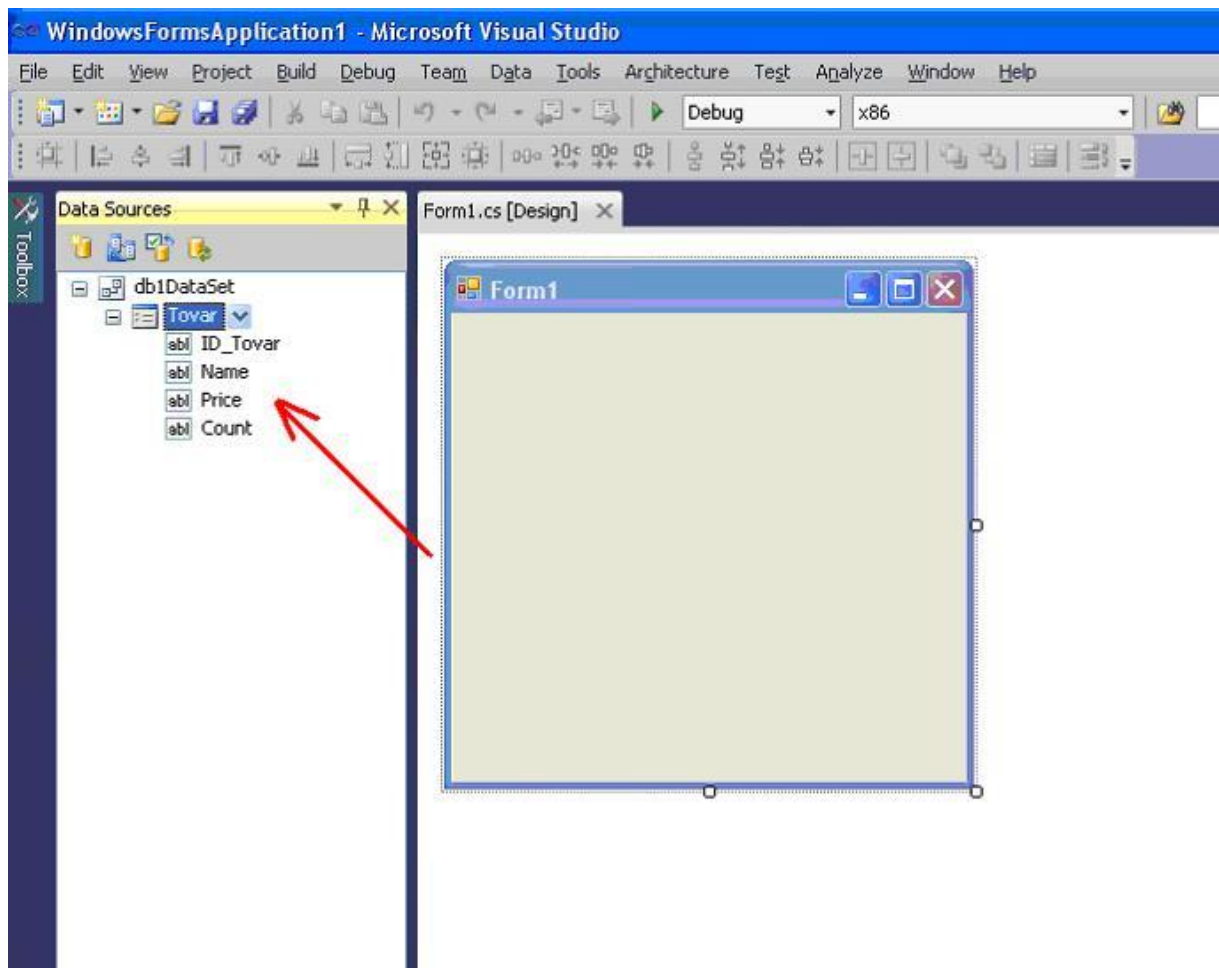 WindowsFormsApplication1 - Microsoft Visual Studio
File Edit View Project Build Debug Team Data Tools Architecture Test Analyze Window Help
Debug x86
Toolbox
Data Sources
Form1.cs [Design]
db1DataSet
Tovar
ID_Tovar
Name
Price
Count
Form1